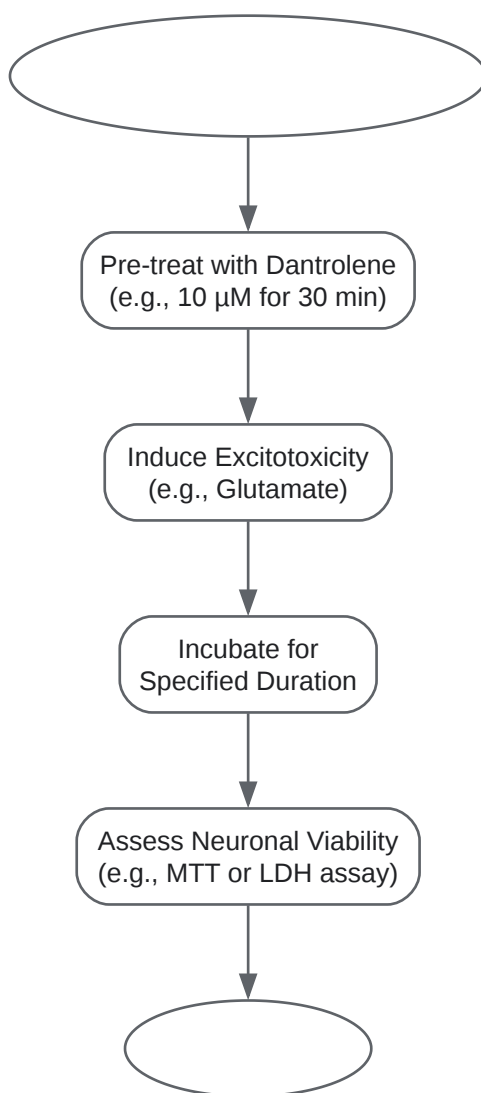 Pre-treat with Dantrolene
(e.g., 10 µM for 30 min)
Induce Excitotoxicity
(e.g., Glutamate)
Incubate for
Specified Duration
Assess Neuronal Viability
(e.g., MTT or LDH assay)